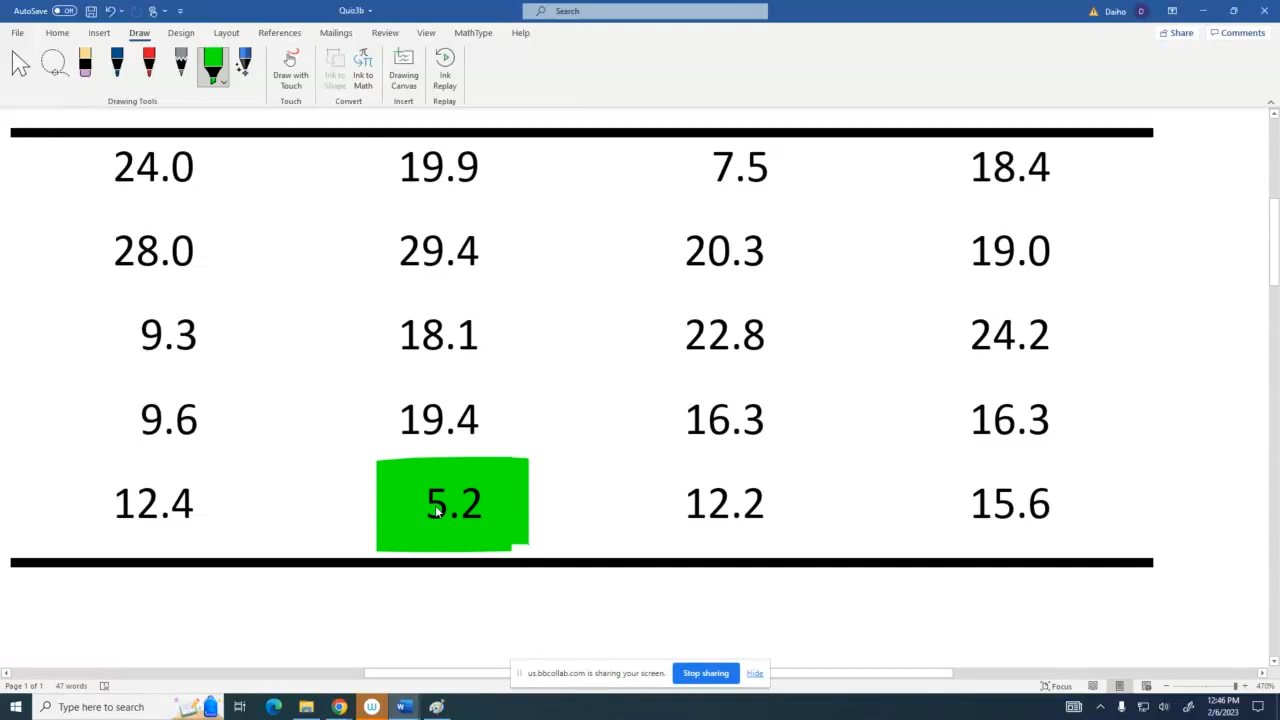 AutoSave Off Quiz3b Search Daiho D
File Home Insert Draw Design Layout References Mailings Review View MathType Help Share Comments
Draw with Touch
Ink to Shape
Ink to Math
Drawing Canvas
Ink Replay
Drawing Tools Touch Convert Insert Replay
24.0 19.9 7.5 18.4
28.0 29.4 20.3 19.0
9.3 18.1 22.8 24.2
9.6 19.4 16.3 16.3
12.4 5.2 12.2 15.6
us.bbcollab.com is sharing your screen. Stop sharing Hide
Page 1 of 1 47 words Focus 470%
Type here to search 12:46 PM
2/6/2023